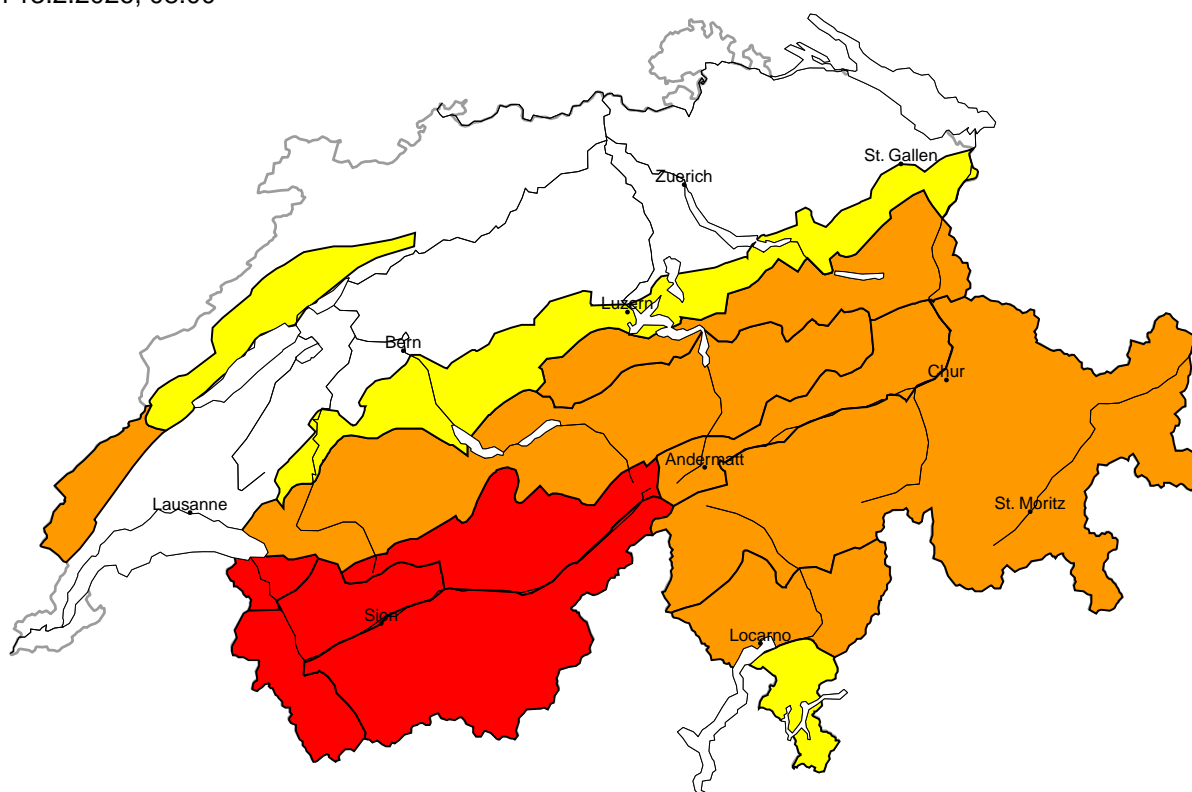 St. Gallen
Zuerich
Luzern
Bern
Chur
Andermatt
Lausanne
St. Moritz
Sion
Locarno